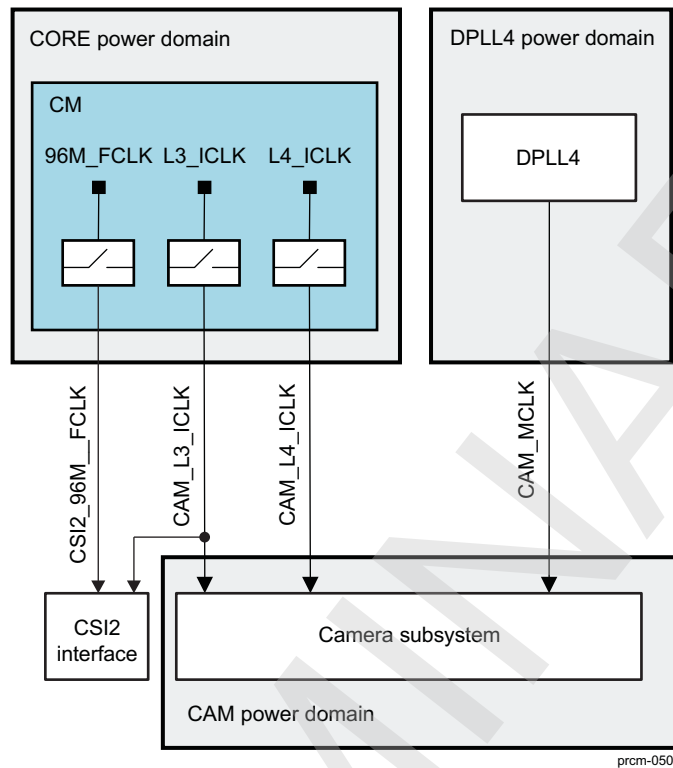 CORE power domain
DPLL4 power domain
CM
96M_FCLK L3_ICLK L4_ICLK
DPLL4
CSI2_96M__FCLK
CAM_L3_ICLK
CAM_L4_ICLK
CAM_MCLK
CSI2
interface
Camera subsystem
CAM power domain
prcm-050